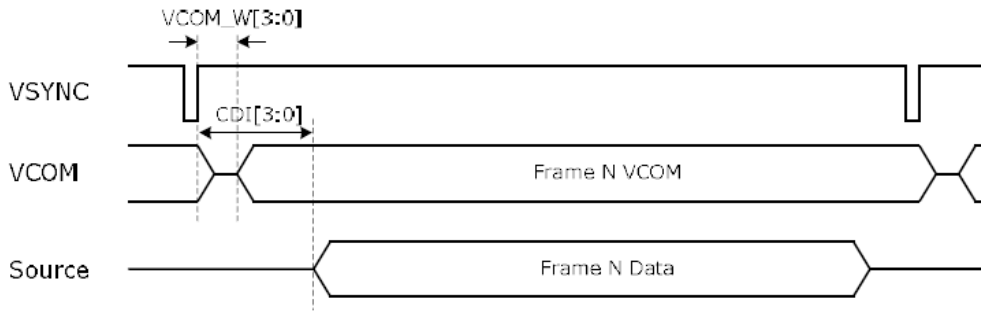 VCOM_W[3:0]
VSYNC
CDI[3:0]
VCOM
Frame N VCOM
Source
Frame N Data